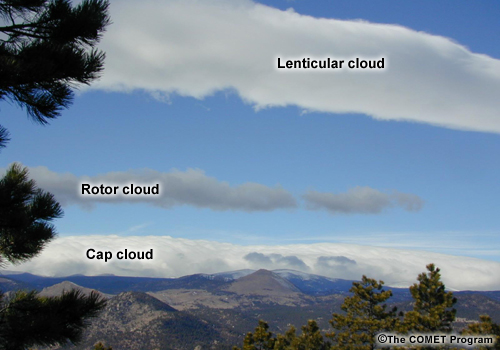 Lenticular cloud
Rotor cloud
Cap cloud
©The COMET Program